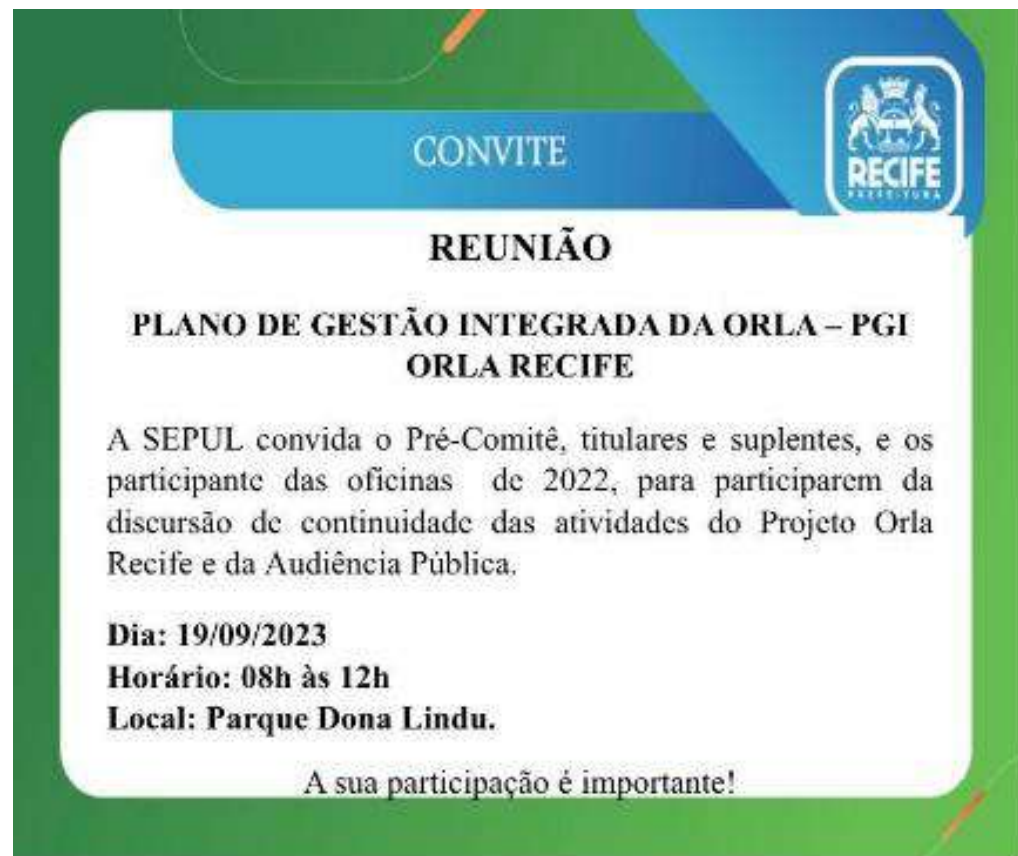 CONVITE
RECIFE
PREFEITURA
REUNIÃO
PLANO DE GESTÃO INTEGRADA DA ORLA – PGI
ORLA RECIFE
A SEPUL convida o Pré-Comitê, titulares e suplentes, e os
participante das oficinas de 2022, para participarem da
discursão de continuidade das atividades do Projeto Orla
Recife e da Audiência Pública.
Dia: 19/09/2023
Horário: 08h às 12h
Local: Parque Dona Lindu.
A sua participação é importante!